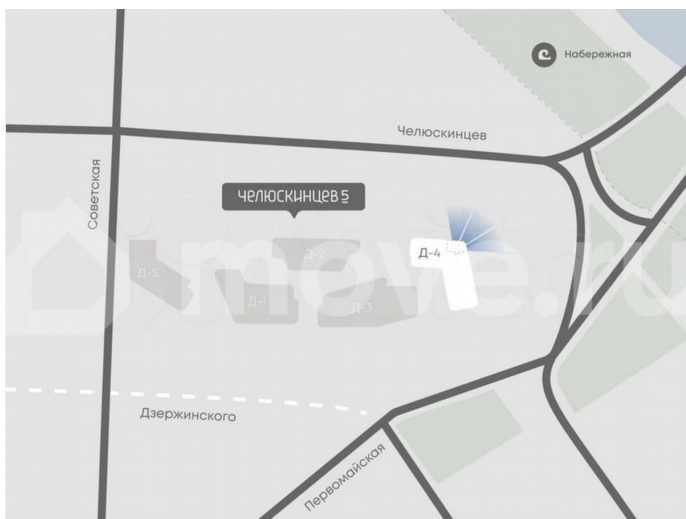 Набережная
Челюскинцев
Советская
ЧЕЛЮСКИНЦЕВ 5
Д-2
Д-4
Д-5
Д-1
Д-3
move.ru
Дзержинского
Первомайская